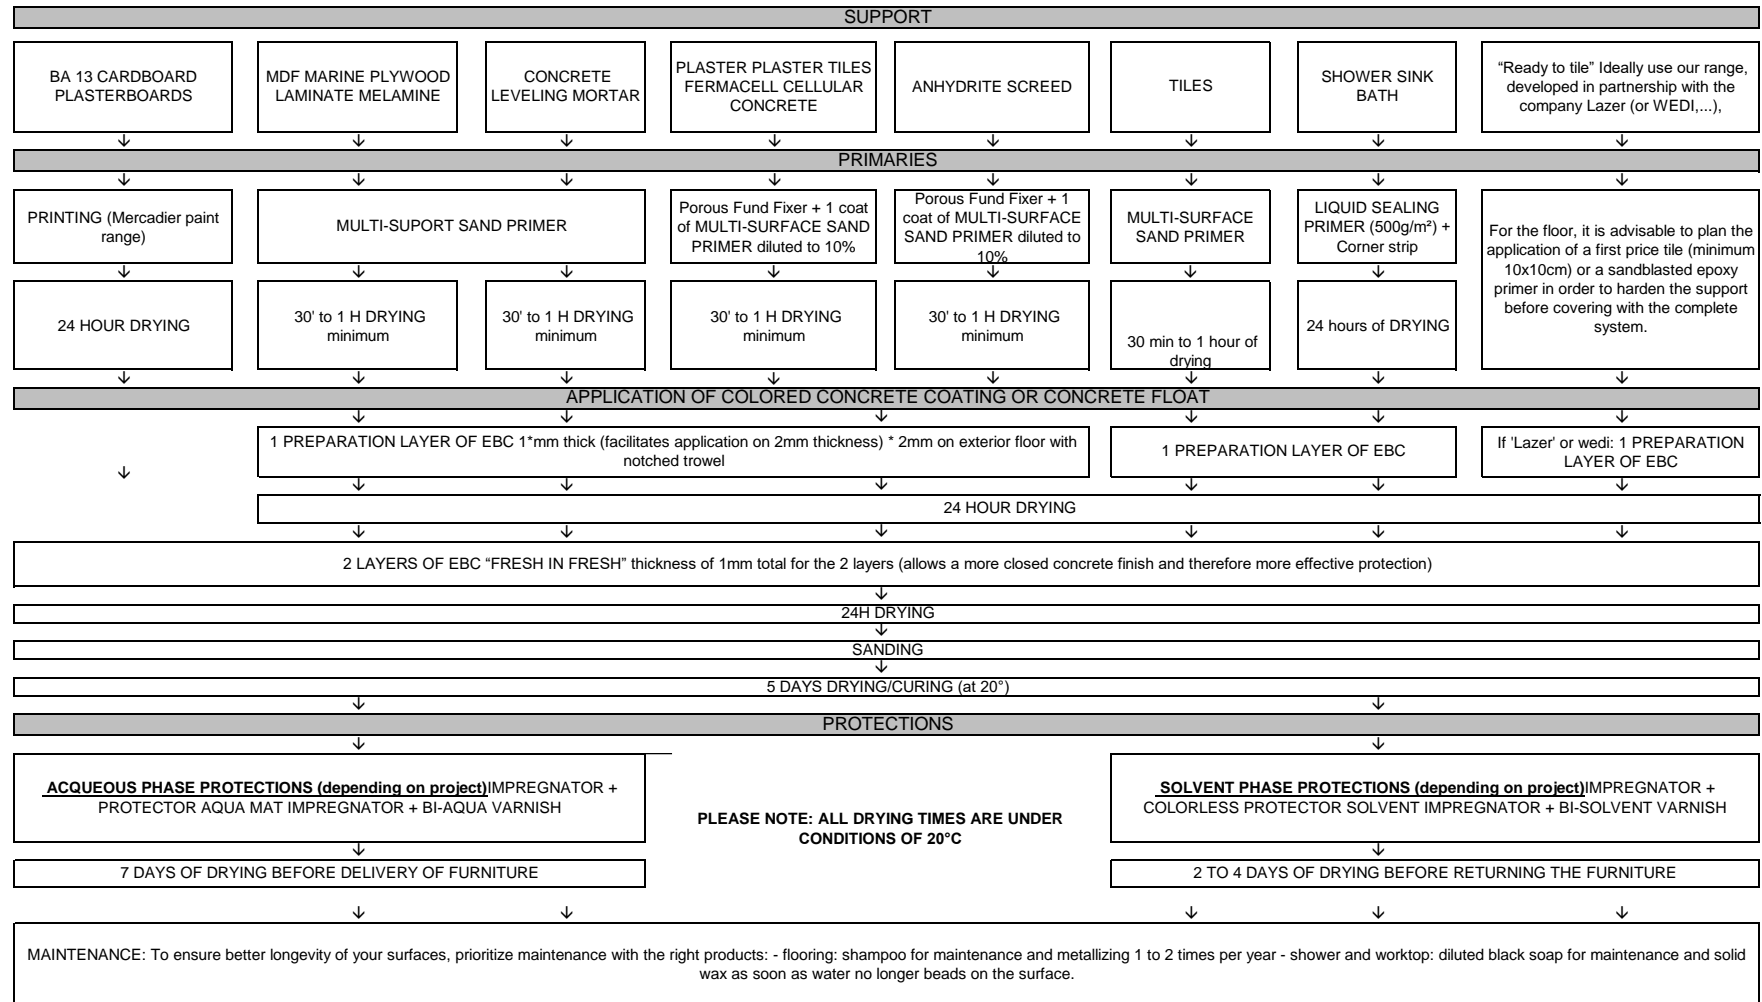 SUPPORT
BA 13 CARDBOARD
PLASTERBOARDS
MDF MARINE PLYWOOD
LAMINATE MELAMINE
CONCRETE
LEVELING MORTAR
PLASTER PLASTER TILES
FERMACELL CELLULAR
CONCRETE
ANHYDRITE SCREED
TILES
SHOWER SINK
BATH
“Ready to tile” Ideally use our range,
developed in partnership with the
company Lazer (or WEDI,...),
PRIMARIES
PRINTING (Mercadier paint
range)
MULTI-SUPORT SAND PRIMER
Porous Fund Fixer + 1 coat
of MULTI-SURFACE SAND
PRIMER diluted to 10%
Porous Fund Fixer + 1
coat of MULTI-SURFACE
SAND PRIMER diluted to
10%
MULTI-SURFACE
SAND PRIMER
LIQUID SEALING
PRIMER (500g/m²) +
Corner strip
For the floor, it is advisable to plan the
application of a first price tile (minimum
10x10cm) or a sandblasted epoxy
primer in order to harden the support
before covering with the complete
system.
24 HOUR DRYING
30' to 1 H DRYING
minimum
30' to 1 H DRYING
minimum
30' to 1 H DRYING
minimum
30' to 1 H DRYING
minimum
30 min to 1 hour of
drying
24 hours of DRYING
APPLICATION OF COLORED CONCRETE COATING OR CONCRETE FLOAT
1 PREPARATION LAYER OF EBC 1*mm thick (facilitates application on 2mm thickness) * 2mm on exterior floor with
notched trowel
1 PREPARATION LAYER OF EBC
If 'Lazer' or wedi: 1 PREPARATION
LAYER OF EBC
24 HOUR DRYING
2 LAYERS OF EBC “FRESH IN FRESH” thickness of 1mm total for the 2 layers (allows a more closed concrete finish and therefore more effective protection)
24H DRYING
SANDING
5 DAYS DRYING/CURING (at 20°)
PROTECTIONS
ACQUEOUS PHASE PROTECTIONS (depending on project)IMPREGNATOR +
PROTECTOR AQUA MAT IMPREGNATOR + BI-AQUA VARNISH
PLEASE NOTE: ALL DRYING TIMES ARE UNDER
CONDITIONS OF 20°C
SOLVENT PHASE PROTECTIONS (depending on project)IMPREGNATOR +
COLORLESS PROTECTOR SOLVENT IMPREGNATOR + BI-SOLVENT VARNISH
7 DAYS OF DRYING BEFORE DELIVERY OF FURNITURE
2 TO 4 DAYS OF DRYING BEFORE RETURNING THE FURNITURE
MAINTENANCE: To ensure better longevity of your surfaces, prioritize maintenance with the right products: - flooring: shampoo for maintenance and metallizing 1 to 2 times per year - shower and worktop: diluted black soap for maintenance and solid
wax as soon as water no longer beads on the surface.